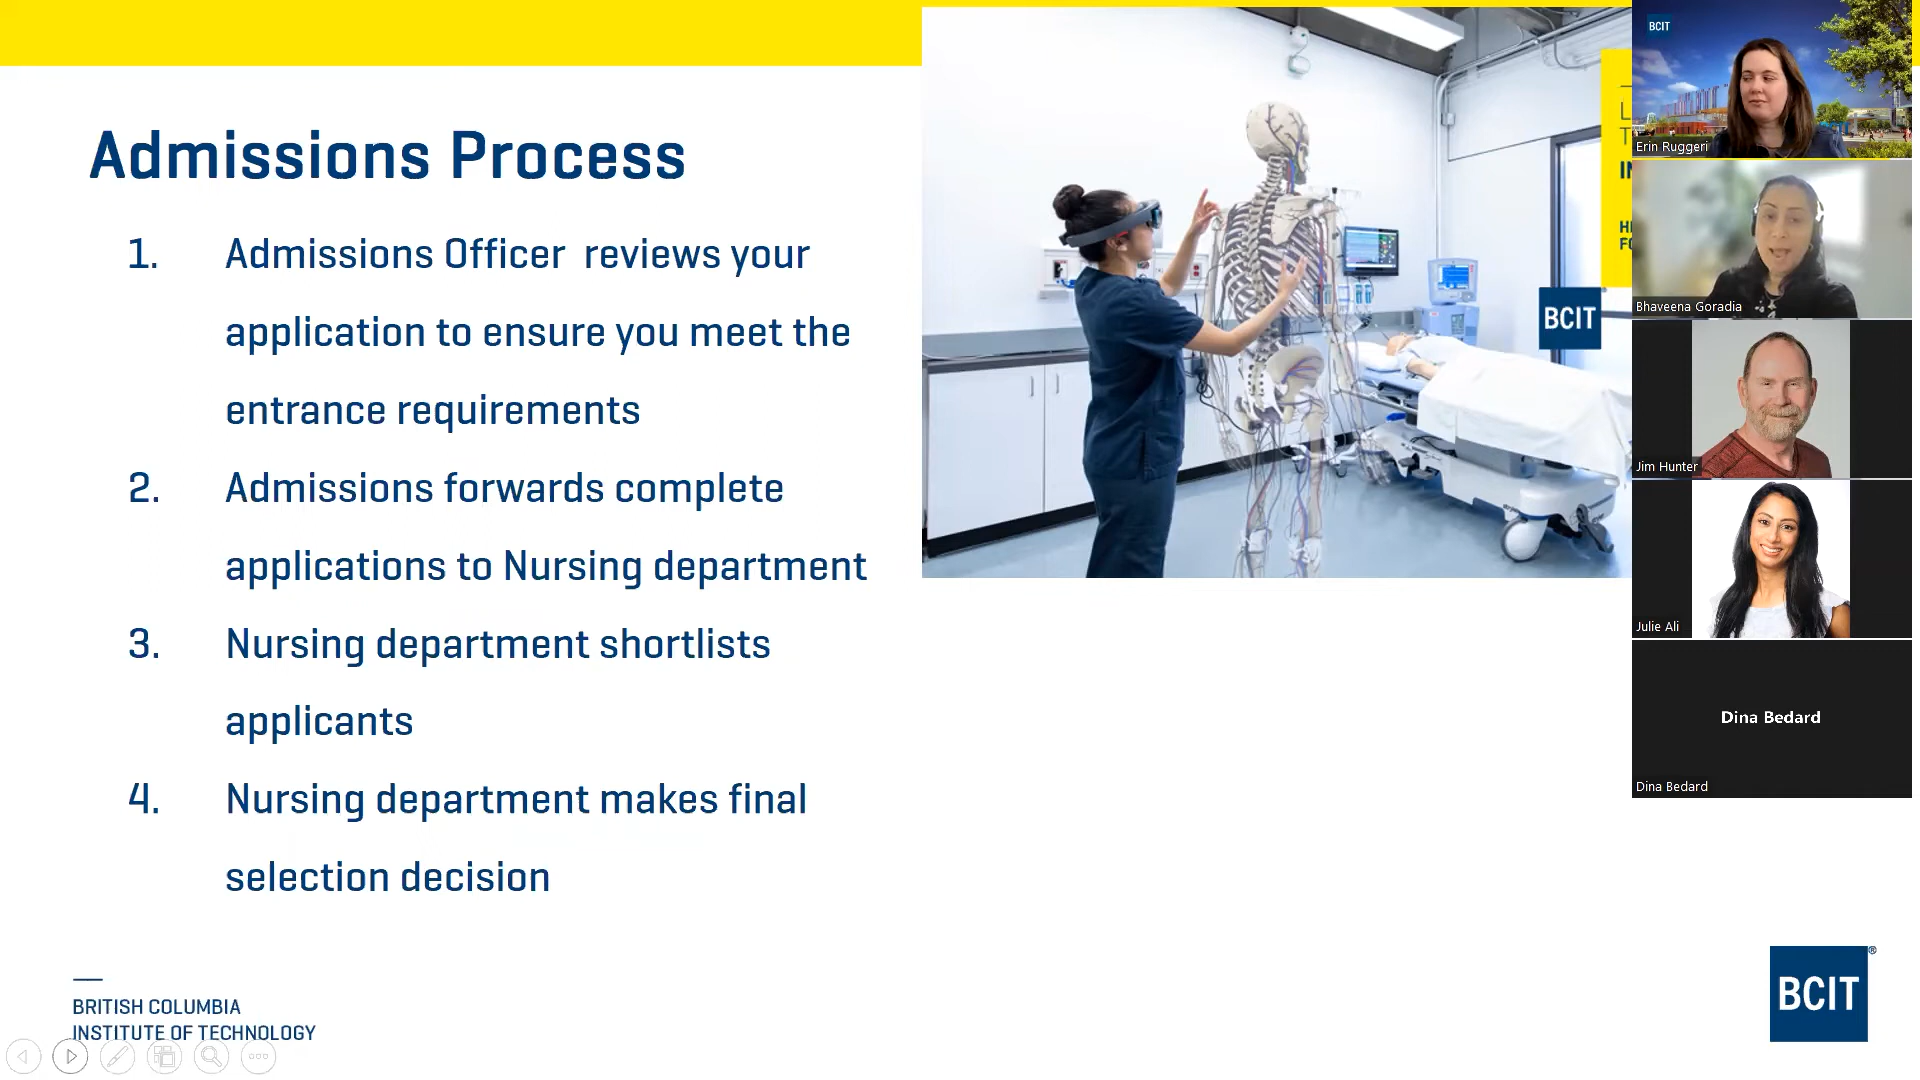 Admissions Process
1. Admissions Officer reviews your
application to ensure you meet the
entrance requirements
2. Admissions forwards complete
applications to Nursing department
3. Nursing department shortlists
applicants
4. Nursing department makes final
selection decision
BRITISH COLUMBIA
INSTITUTE OF TECHNOLOGY
BCIT
BCIT
Erin Ruggeri
Bhaveena Goradia
Jim Hunter
Julie Ali
Dina Bedard
Dina Bedard
BCIT®